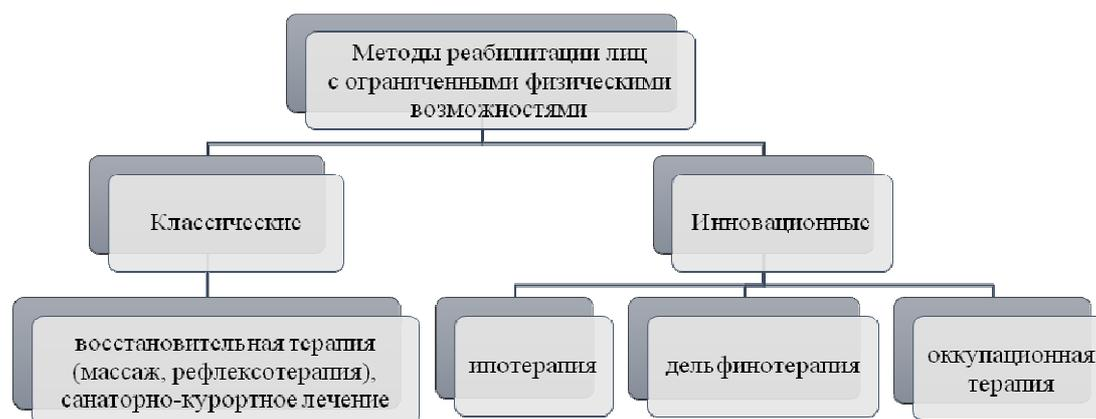 Методы реабилитации лиц
с ограниченными физическими
возможностями
Классические
Инновационные
восстановительная терапия
(массаж, рефлексотерапия),
санаторно-курортное лечение
ипотерапия
дельфинотерапия
оккупационная
терапия